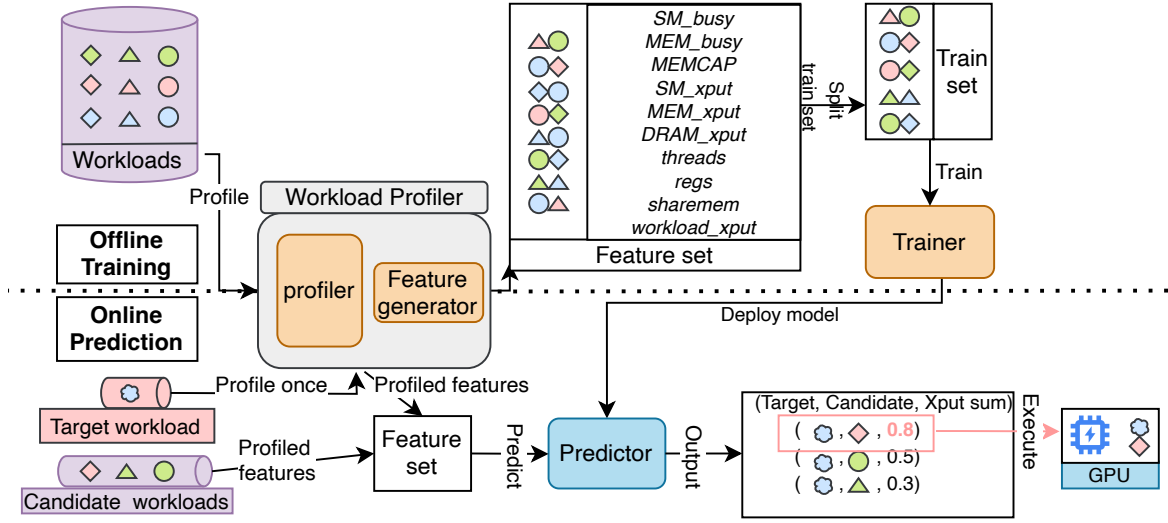 Workloads
Profile
Workload Profiler
profiler
Feature
generator
SM_busy
MEM_busy
MEMCAP
SM_xput
MEM_xput
DRAM_xput
threads
regs
sharemem
workload_xput
Feature set
Split
train set
Train
set
Train
Trainer
Offline
Training
Online
Prediction
Deploy model
Profile once
Profiled features
Target workload
Profiled
features
Candidate workloads
Feature
set
Predict
Predictor
Output
(Target, Candidate, Xput sum)
( , , 0.8)
( , , 0.5)
( , , 0.3)
Execute
GPU